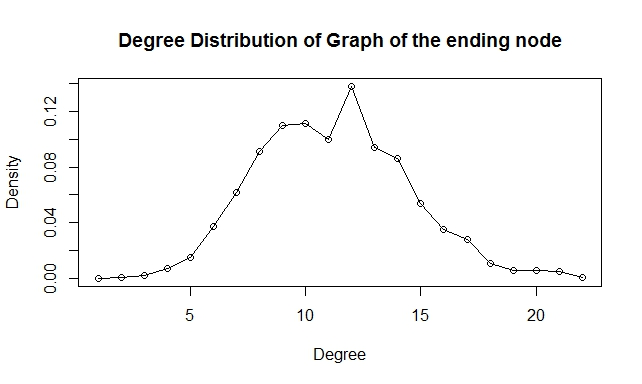 Degree Distribution of Graph of the ending node
Density
0.12
0.08
0.04
0.00
5 10 15 20
Degree